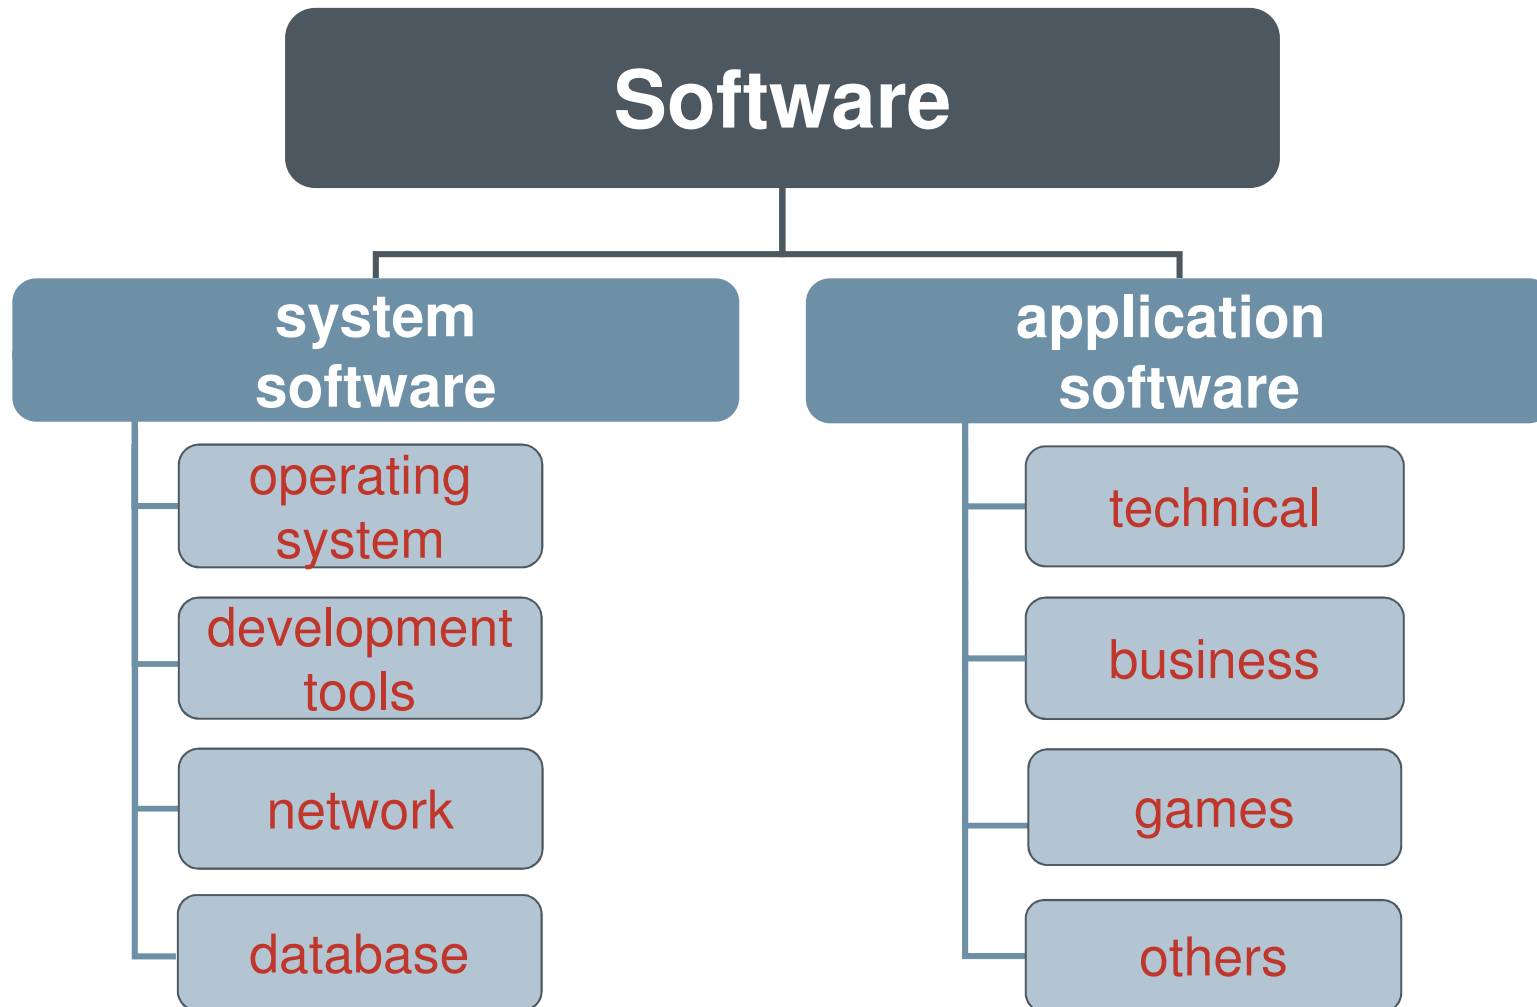 Software
system
software
operating
system
development
tools
network
database
application
software
technical
business
games
others